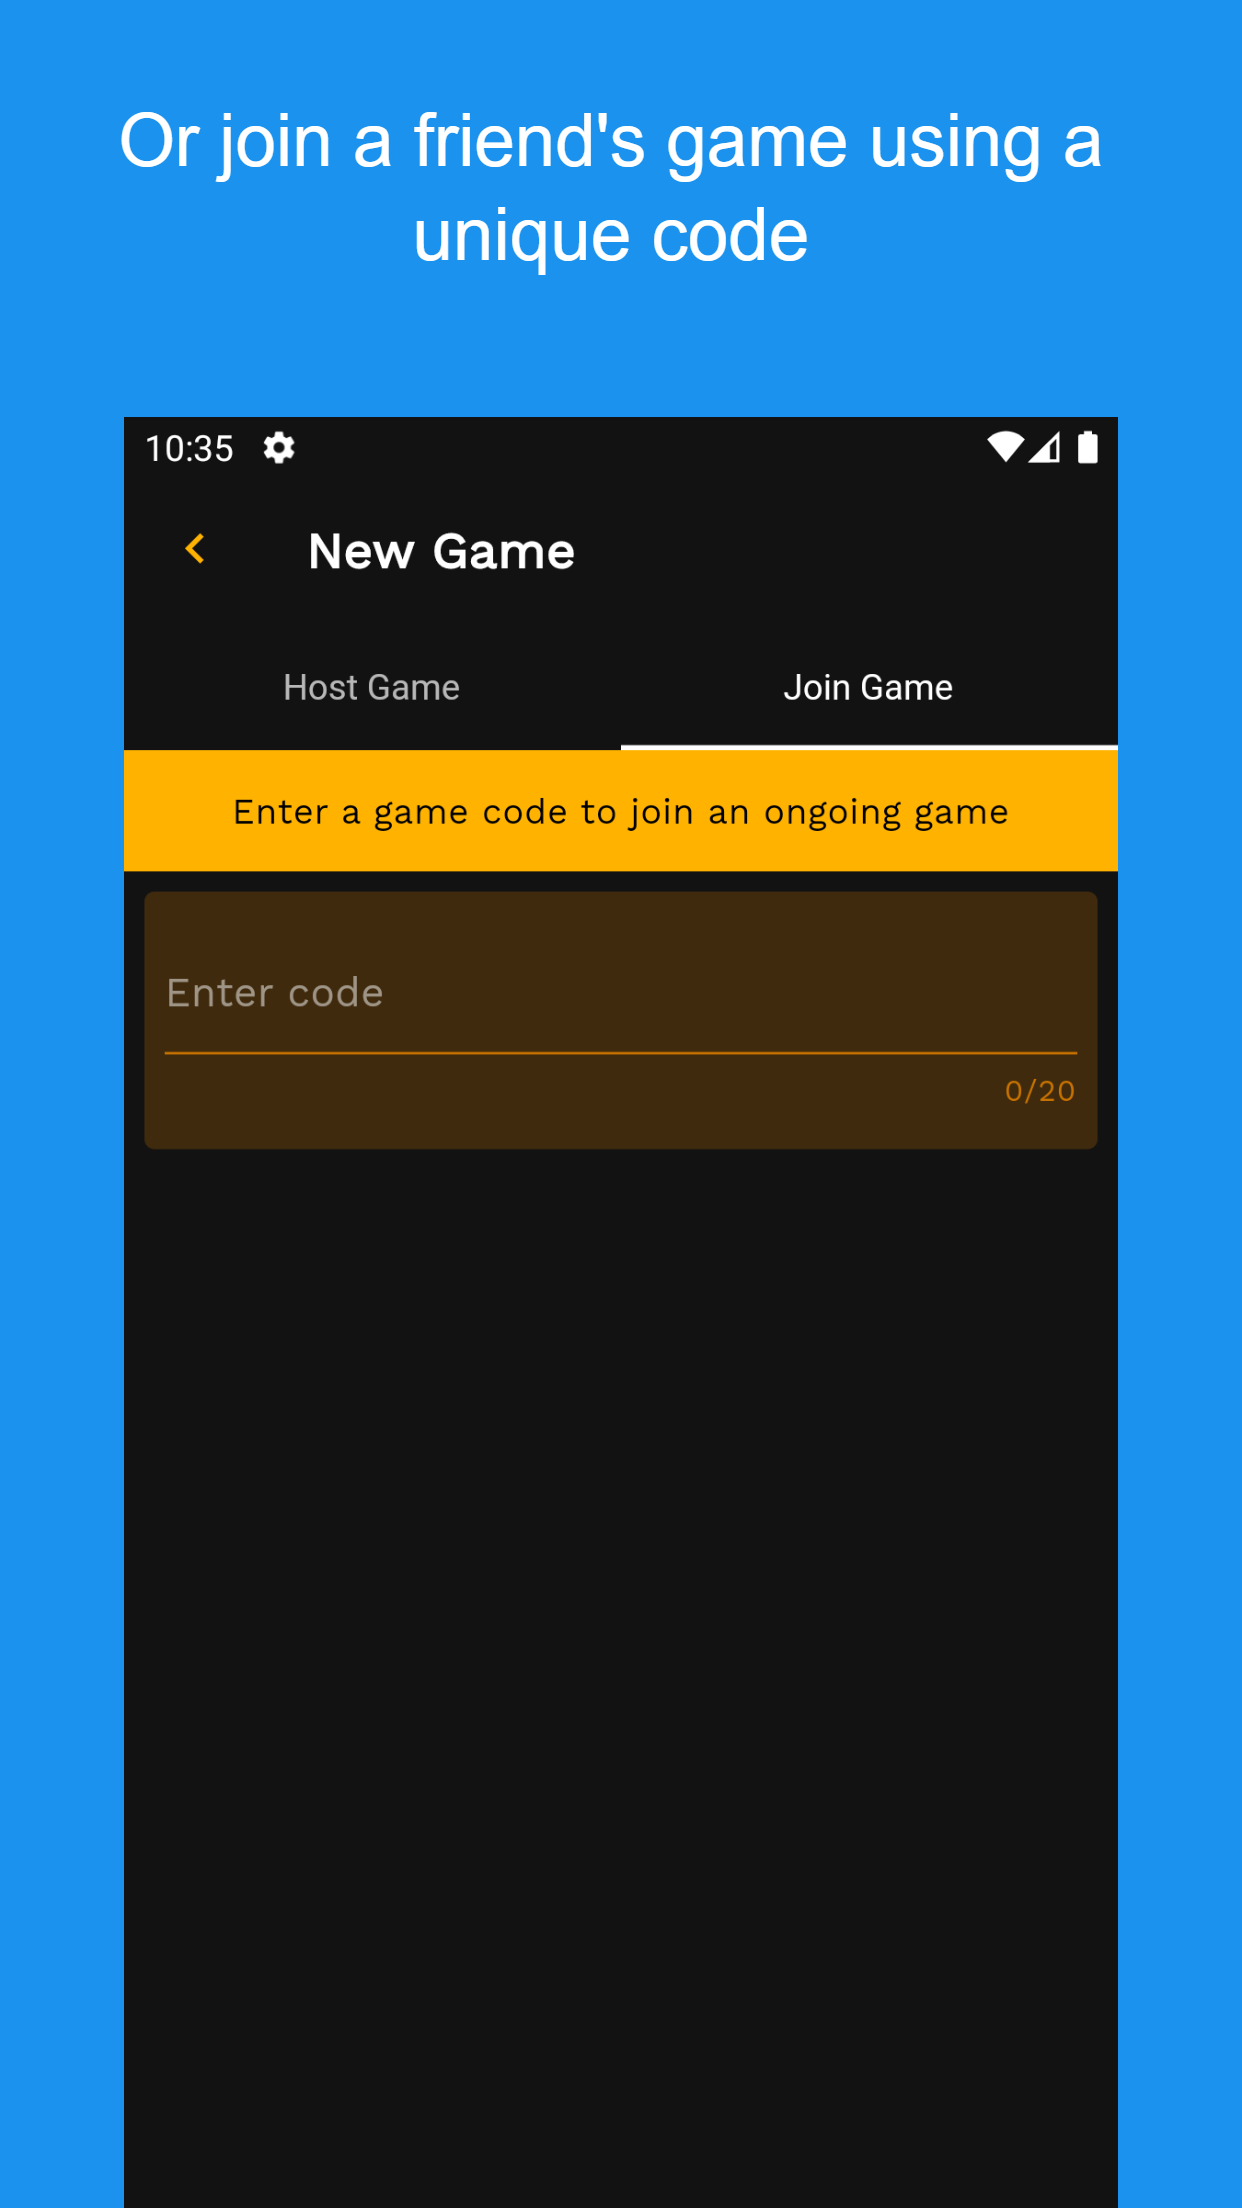 Or join a friend's game using a
unique code
10:35
New Game
Host Game
Join Game
Enter a game code to join an ongoing game
Enter code
0/20